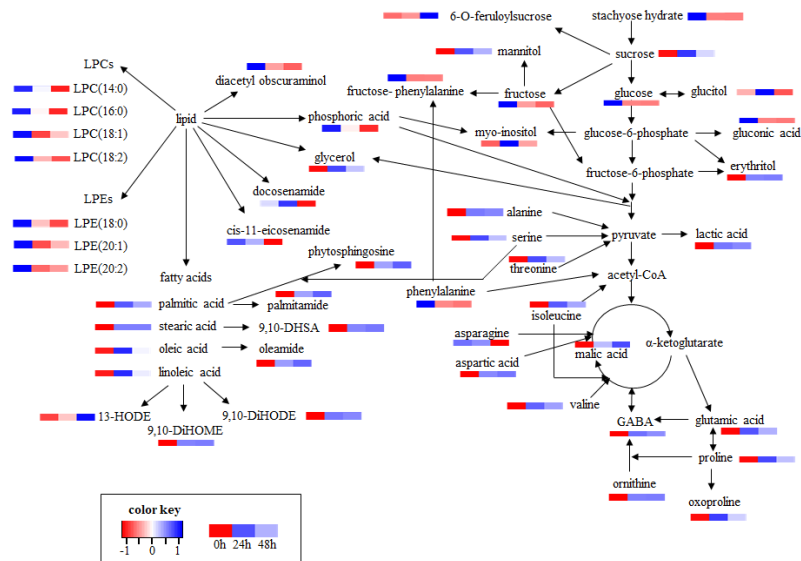 6-O-feruloylsucrose
stachyose hydrate
mannitol
sucrose
LPCs
diacetyl obscuraminol
fructose- phenylalanine
fructose
glucose
glucitol
LPC(14:0)
LPC(16:0)
lipid
phosphoric acid
myo-inositol
glucose-6-phosphate
gluconic acid
LPC(18:1)
LPC(18:2)
glycerol
fructose-6-phosphate
erythritol
LPEs
docosenamide
LPE(18:0)
cis-11-eicosenamide
alanine
serine
pyruvate
lactic acid
LPE(20:1)
phytosphingosine
threonine
LPE(20:2)
fatty acids
acetyl-CoA
palmitic acid
palmitamide
phenylalanine
isoleucine
stearic acid
9,10-DHSA
asparagine
malic acid
α-ketoglutarate
oleic acid
oleamide
aspartic acid
linoleic acid
valine
13-HODE
9,10-DiHOME
9,10-DiHODE
GABA
glutamic acid
proline
ornithine
oxoproline
color key
-1 0 1
0h 24h 48h